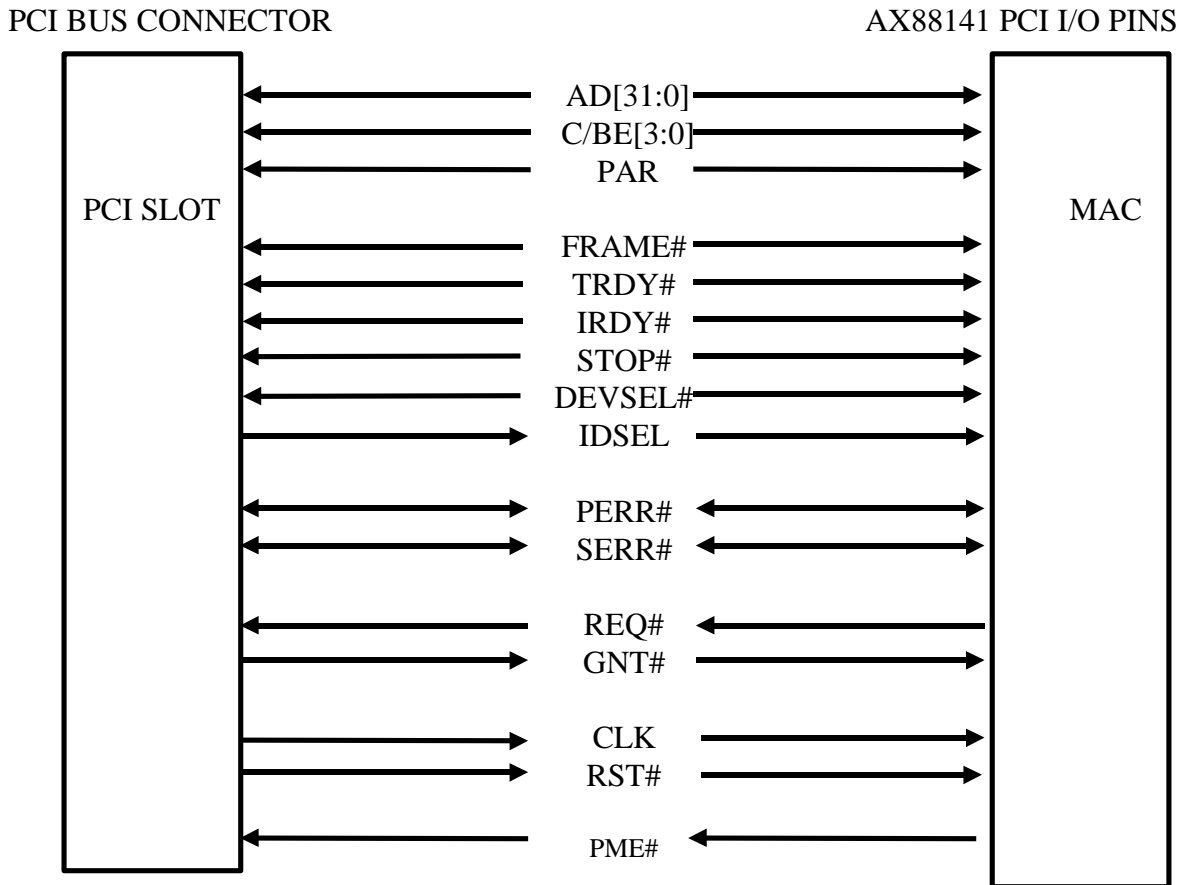 PCI BUS CONNECTOR
AX88141 PCI I/O PINS
AD[31:0]
C/BE[3:0]
PAR
PCI SLOT
MAC
FRAME#
TRDY#
IRDY#
STOP#
DEVSEL#
IDSEL
PERR#
SERR#
REQ#
GNT#
CLK
RST#
PME#